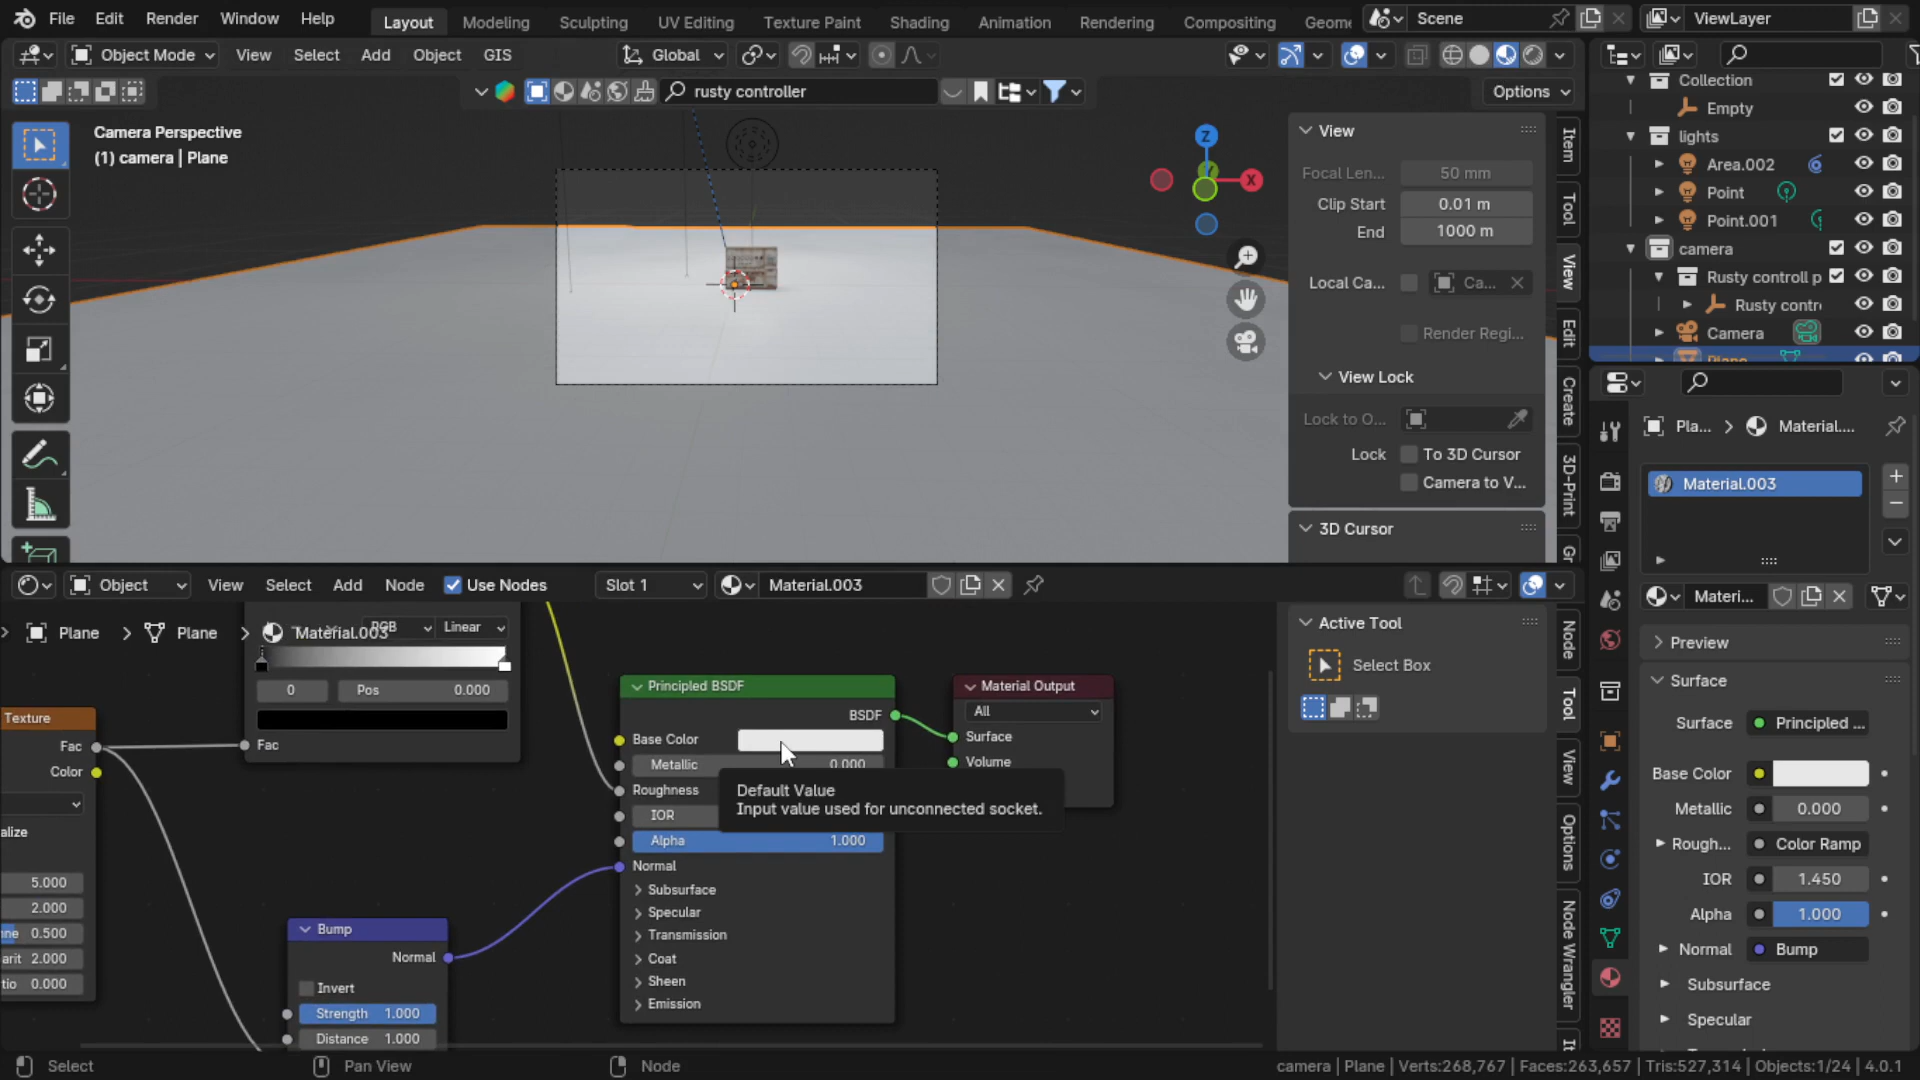 File Edit Render Window Help
Layout Modeling Sculpting UV Editing Texture Paint Shading Animation Rendering Compositing Geome
Scene
ViewLayer
Object Mode View Select Add Object GIS
Global
rusty controller
Options
Camera Perspective
(1) camera | Plane
Z
X
View
Focal Len... 50 mm
Clip Start 0.01 m
End 1000 m
Local Ca... Ca...
Render Regi...
View Lock
Lock to O...
Lock To 3D Cursor
Camera to V...
3D Cursor
Item
Tool
View
Edit
Create
3D-Print
Gr
Collection
Empty
lights
Area.002
Point
Point.001
camera
Rusty controll p
Rusty contr
Camera
Plane
Pla... > Material....
Material.003
Materi...
Preview
Surface
Surface Principled ...
Base Color
Metallic 0.000
Rough... Color Ramp
IOR 1.450
Alpha 1.000
Normal Bump
Subsurface
Specular
Object View Select Add Node Use Nodes
Slot 1
Material.003
Plane > Plane > Material.003
RGB Linear
0 Pos 0.000
Fac
Texture
Fac
Color
alize
5.000
2.000
ne 0.500
arit 2.000
tio 0.000
Bump
Normal
Invert
Strength 1.000
Distance 1.000
Principled BSDF
BSDF
Base Color
Metallic 0.000
Roughness
IOR
Alpha 1.000
Normal
Subsurface
Specular
Transmission
Coat
Sheen
Emission
Default Value
Input value used for unconnected socket.
Material Output
All
Surface
Volume
Active Tool
Select Box
Node
Tool
View
Options
Node Wrangler
It
Select Pan View Node
camera | Plane | Verts:268,767 | Faces:263,657 | Tris:527,314 | Objects:1/24 | 4.0.1